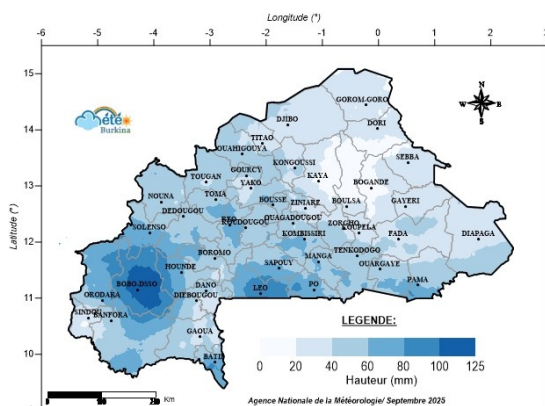 Longitude (°)
-6 -5 -4 -3 -2 -1 0 1 2 3
15
14
13
12
11
10
9
Latitude (°)
Météo
Burkina
N
W E
S
GOROM-GORO
DJIBO
DORI
TITAO
OUAHIGOUYA
KONGOUSSI
SEBBA
GOURCY
TOUGAN
YAKO
KAYA
BOGANDE
NOUNA
TOMA
BOUSSE
ZINIARE
BOULSA
GAYERI
DEDOUGOU
REO
KOUDOUGOU
OUAGADOUGOU
ZORGHO
SOLENSO
KOMBISSIRI
KOUPELA
FADA
DIAPAGA
BOROMO
TENKODOGO
HOUNDE
SAPOUY
MANGA
OUARGAYE
BOBO-DSSO
DANO
LEO
PO
PAMA
ORODARA
DIEBOUGOU
SINDOU
BANFORA
GAOUA
BATIE
LEGENDE:
0 20 40 60 80 100 125
Hauteur (mm)
Km
Agence Nationale de la Météorologie/ Septembre 2025